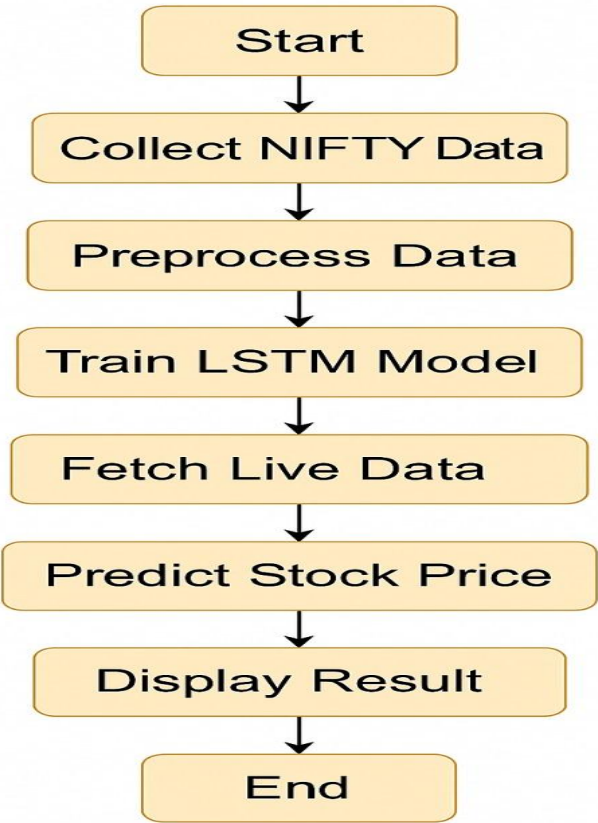 Start
Collect NIFTY Data
Preprocess Data
Train LSTM Model
Fetch Live Data
Predict Stock Price
Display Result
End